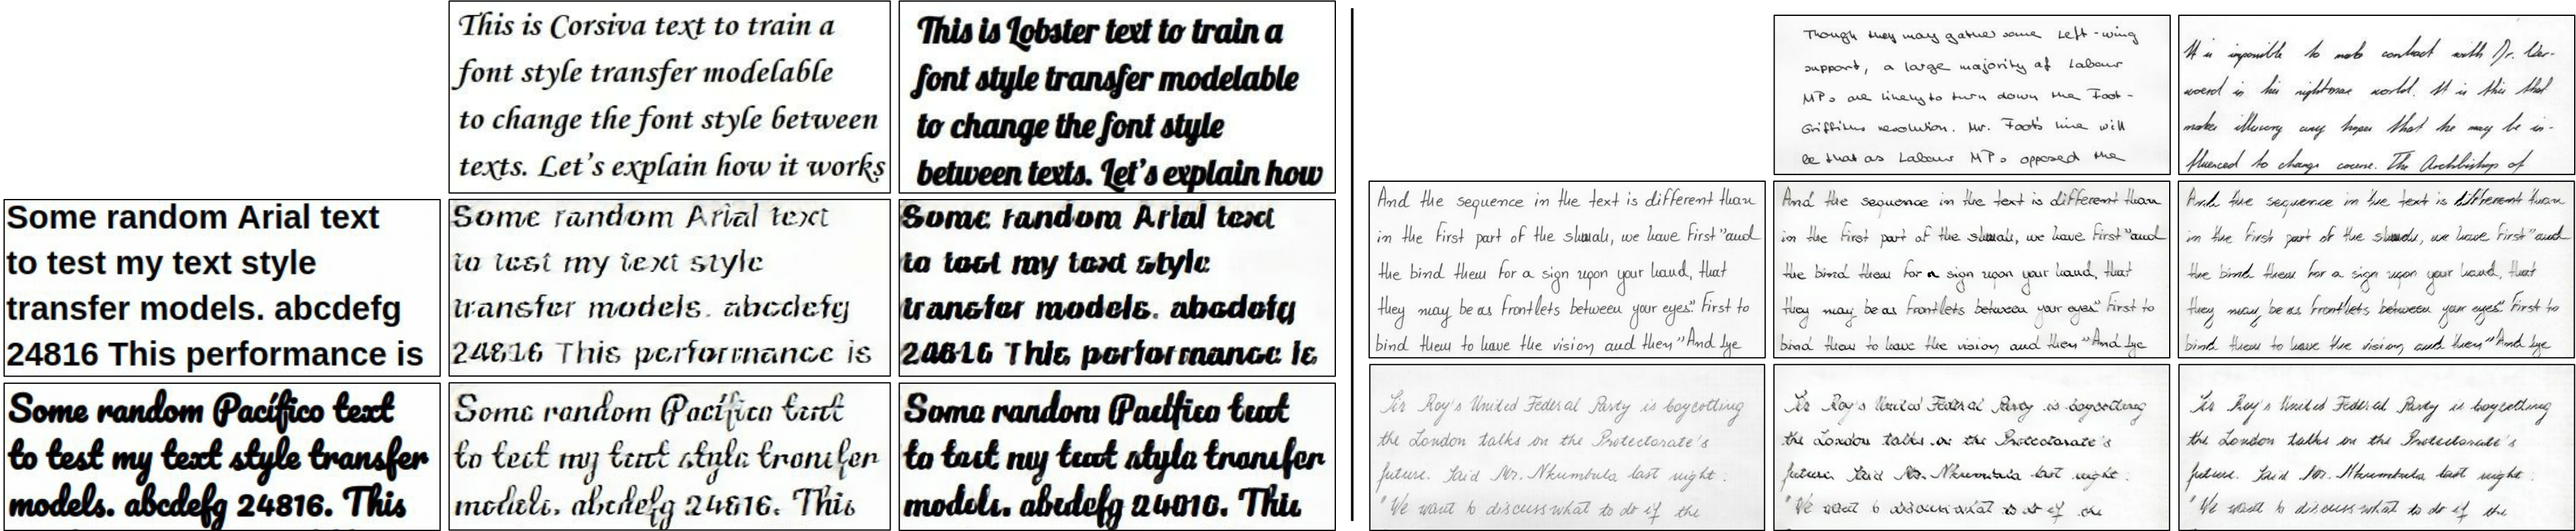 This is Corsiva text to train a
font style transfer modelable
to change the font style between
texts. Let's explain how it works
This is Lobster text to train a
font style transfer modelable
to change the font style
between texts. Let's explain how
Some random Arial text
to test my text style
transfer models. abcdefg
24816 This performance is
Some random Arial text
to test my text style
transfer models. abcdefg
24816 This performance is
Some random Arial text
to test my text style
transfer models. abcdefg
24816 This performance is
Some random Pacifico text
to test my text style transfer
models. abcdefg 24816. This
Some random Pacifico text
to test my text style transfer
models. abcdefg 24816. This
Some random Pacifico text
to test my text style transfer
models. abcdefg 24816. This
Though they may gather some Left-wing
support, a large majority of Labour
MPs are likely to turn down the Foot-
Griffiths resolution. Mr. Foot's line will
be that as Labour MPs opposed the
It is impossible to make contact with Dr. Ver-
woerd in his nightmare world. It is this that
makes illusory any hopes that he may be in-
fluenced to change course. The Archbishop of
And the sequence in the text is different than
in the first part of the shmah, we have first "and
the bind them for a sign upon your hand, that
they may be as frontlets between your eyes." First to
bind them to have the vision and then "And tye
And the sequence in the text is different than
in the first part of the we have first "and
the bind them for a sign upon your hand, that
they may be as frontlets between your eyes" First to
bind them to have the vision and then "And tye
And the sequence in the text is different than
in the first part of the we have first "and
the bind them for a sign upon your hand, that
they may be as frontlets between your eyes" First to
bind them to have the vision and then "And tye
Sir Roy's United Federal Party is boycotting
the London talks on the Protectorate's
future. Said Mr. Nkumbula last night:
"We want to discuss what to do if the
Sir Roy's United Federal Party is boycotting
the London talks on the Protectorate's
future. Said Mr. Nkumbula last night:
"We want to discuss what to do if the
Sir Roy's United Federal Party is boycotting
the London talks on the Protectorate's
future. Said Mr. Nkumbula last night:
"We want to discuss what to do if the